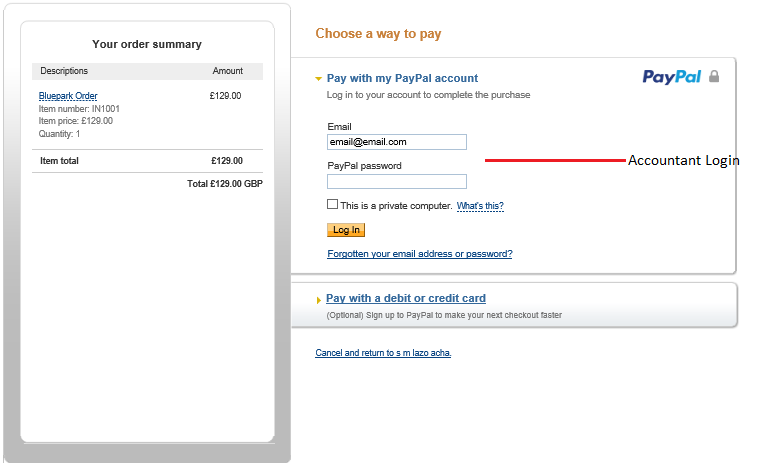 Your order summary
Descriptions Amount
Bluepark Order £129.00
Item number: IN1001
Item price: £129.00
Quantity: 1
Item total £129.00
Total £129.00 GBP
Choose a way to pay
Pay with my PayPal account
PayPal
Log in to your account to complete the purchase
Email
email@email.com
Accountant Login
PayPal password
This is a private computer. What's this?
Log In
Forgotten your email address or password?
Pay with a debit or credit card
(Optional) Sign up to PayPal to make your next checkout faster
Cancel and return to s m lazo acha.